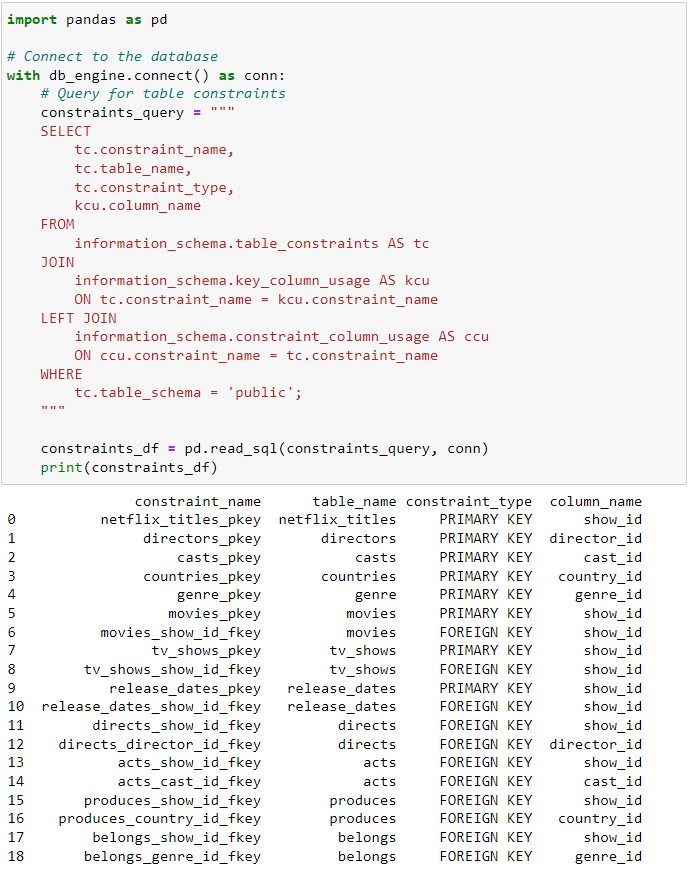 import pandas as pd
# Connect to the database
with db_engine.connect() as conn:
# Query for table constraints
constraints_query = """
SELECT
tc.constraint_name,
tc.table_name,
tc.constraint_type,
kcu.column_name
FROM
information_schema.table_constraints AS tc
JOIN
information_schema.key_column_usage AS kcu
ON tc.constraint_name = kcu.constraint_name
LEFT JOIN
information_schema.constraint_column_usage AS ccu
ON ccu.constraint_name = tc.constraint_name
WHERE
tc.table_schema = 'public';
"""
constraints_df = pd.read_sql(constraints_query, conn)
print(constraints_df)
constraint_name table_name constraint_type column_name
0 netflix_titles_pkey netflix_titles PRIMARY KEY show_id
1 directors_pkey directors PRIMARY KEY director_id
2 casts_pkey casts PRIMARY KEY cast_id
3 countries_pkey countries PRIMARY KEY country_id
4 genre_pkey genre PRIMARY KEY genre_id
5 movies_pkey movies PRIMARY KEY show_id
6 movies_show_id_fkey movies FOREIGN KEY show_id
7 tv_shows_pkey tv_shows PRIMARY KEY show_id
8 tv_shows_show_id_fkey tv_shows FOREIGN KEY show_id
9 release_dates_pkey release_dates PRIMARY KEY show_id
10 release_dates_show_id_fkey release_dates FOREIGN KEY show_id
11 directs_show_id_fkey directs FOREIGN KEY show_id
12 directs_director_id_fkey directs FOREIGN KEY director_id
13 acts_show_id_fkey acts FOREIGN KEY show_id
14 acts_cast_id_fkey acts FOREIGN KEY cast_id
15 produces_show_id_fkey produces FOREIGN KEY show_id
16 produces_country_id_fkey produces FOREIGN KEY country_id
17 belongs_show_id_fkey belongs FOREIGN KEY show_id
18 belongs_genre_id_fkey belongs FOREIGN KEY genre_id